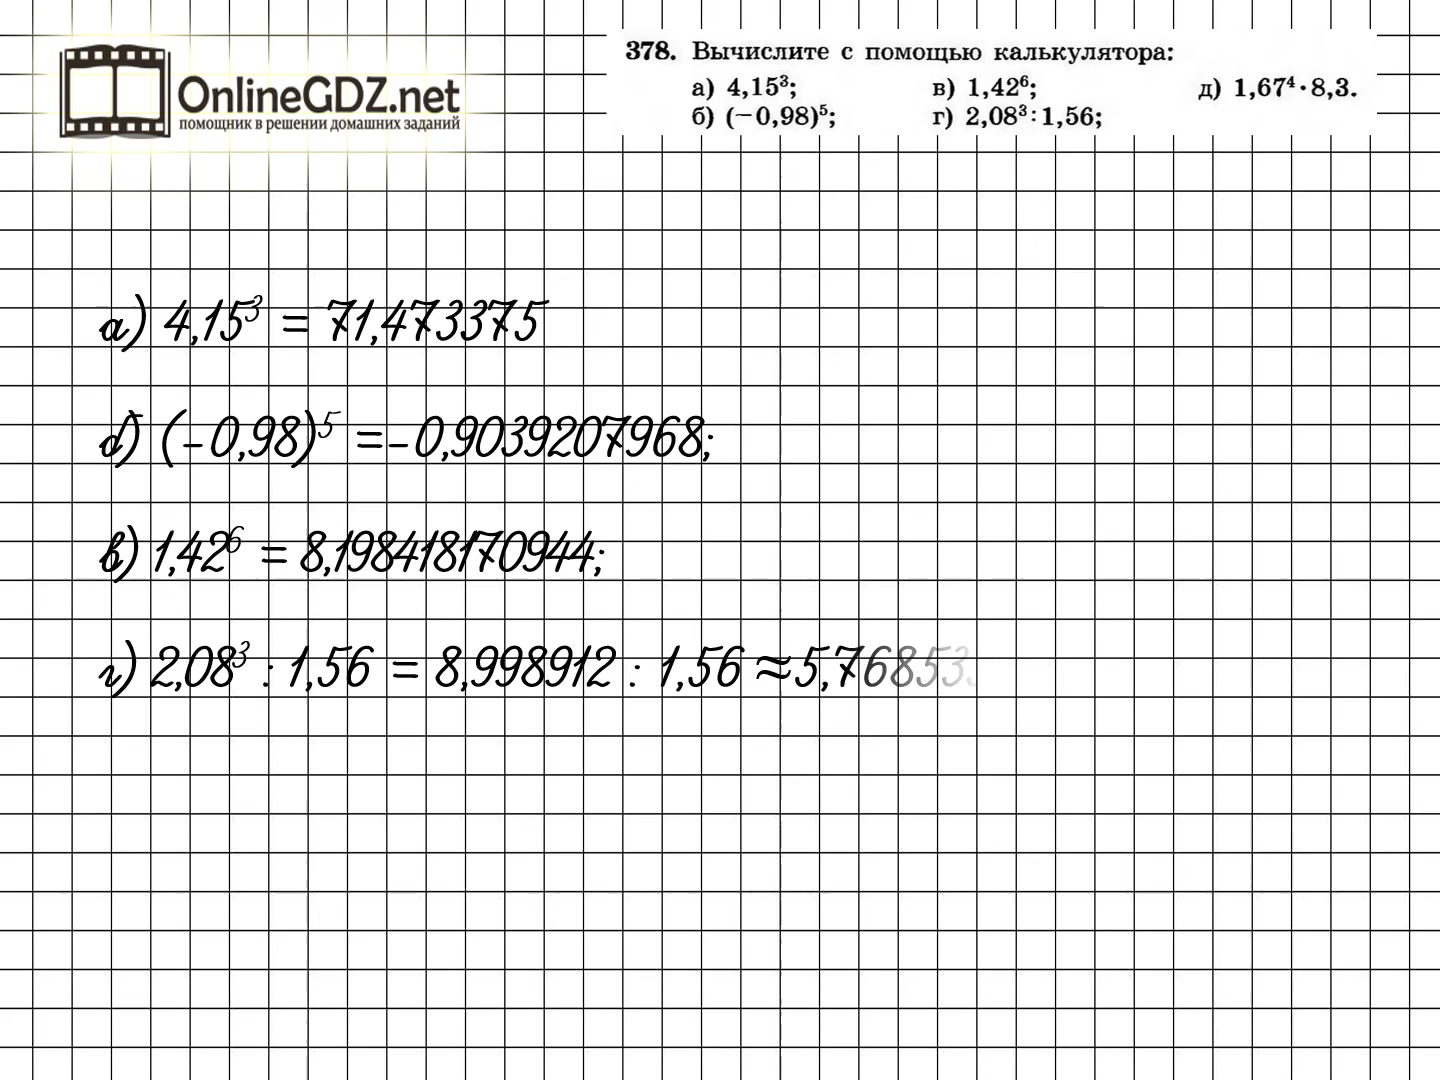 OnlineGDZ.net
помощник в решении домашних заданий
378. Вычислите с помощью калькулятора:
а) 4,15³; в) 1,42⁶; д) 1,67⁴·8,3.
б) (−0,98)⁵; г) 2,08³:1,56;
а) 4,15³ = 71,473375
б) (-0,98)⁵ =-0,9039207968;
в) 1,42⁶ = 8,198418170944;
г) 2,08³ : 1,56 = 8,998912 : 1,56 ≈5,76853